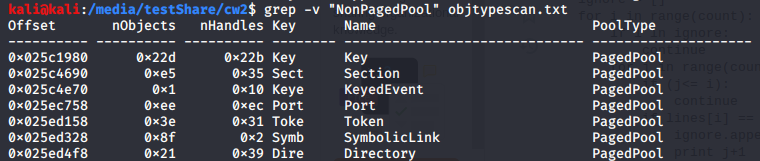 kali@kali:/media/testShare/cw2$ grep -v "NonPagedPool" objtypescan.txt
Offset nObjects nHandles Key Name PoolType
---------- ---------- ---------- -------- ------------------------------ --------------------
0×025c1980 0×22d 0×22b Key Key PagedPool
0×025c4690 0×e5 0×35 Sect Section PagedPool
0×025c4e70 0×1 0×10 Keye KeyedEvent PagedPool
0×025ec758 0×ee 0×ec Port Port PagedPool
0×025ed158 0×3e 0×31 Toke Token PagedPool
0×025ed328 0×8f 0×2 Symb SymbolicLink PagedPool
0×025ed4f8 0×21 0×39 Dire Directory PagedPool